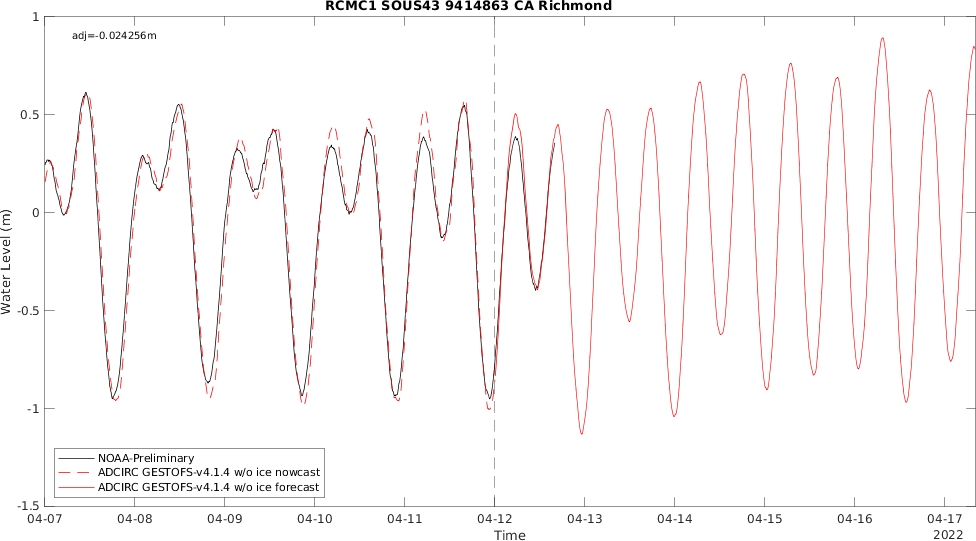 RCMC1 SOUS43 9414863 CA Richmond
adj=-0.024256m
1
0.5
0
-0.5
-1
-1.5
Water Level (m)
NOAA-Preliminary
ADCIRC GESTOFS-v4.1.4 w/o ice nowcast
ADCIRC GESTOFS-v4.1.4 w/o ice forecast
04-07 04-08 04-09 04-10 04-11 04-12 04-13 04-14 04-15 04-16 04-17
Time
2022